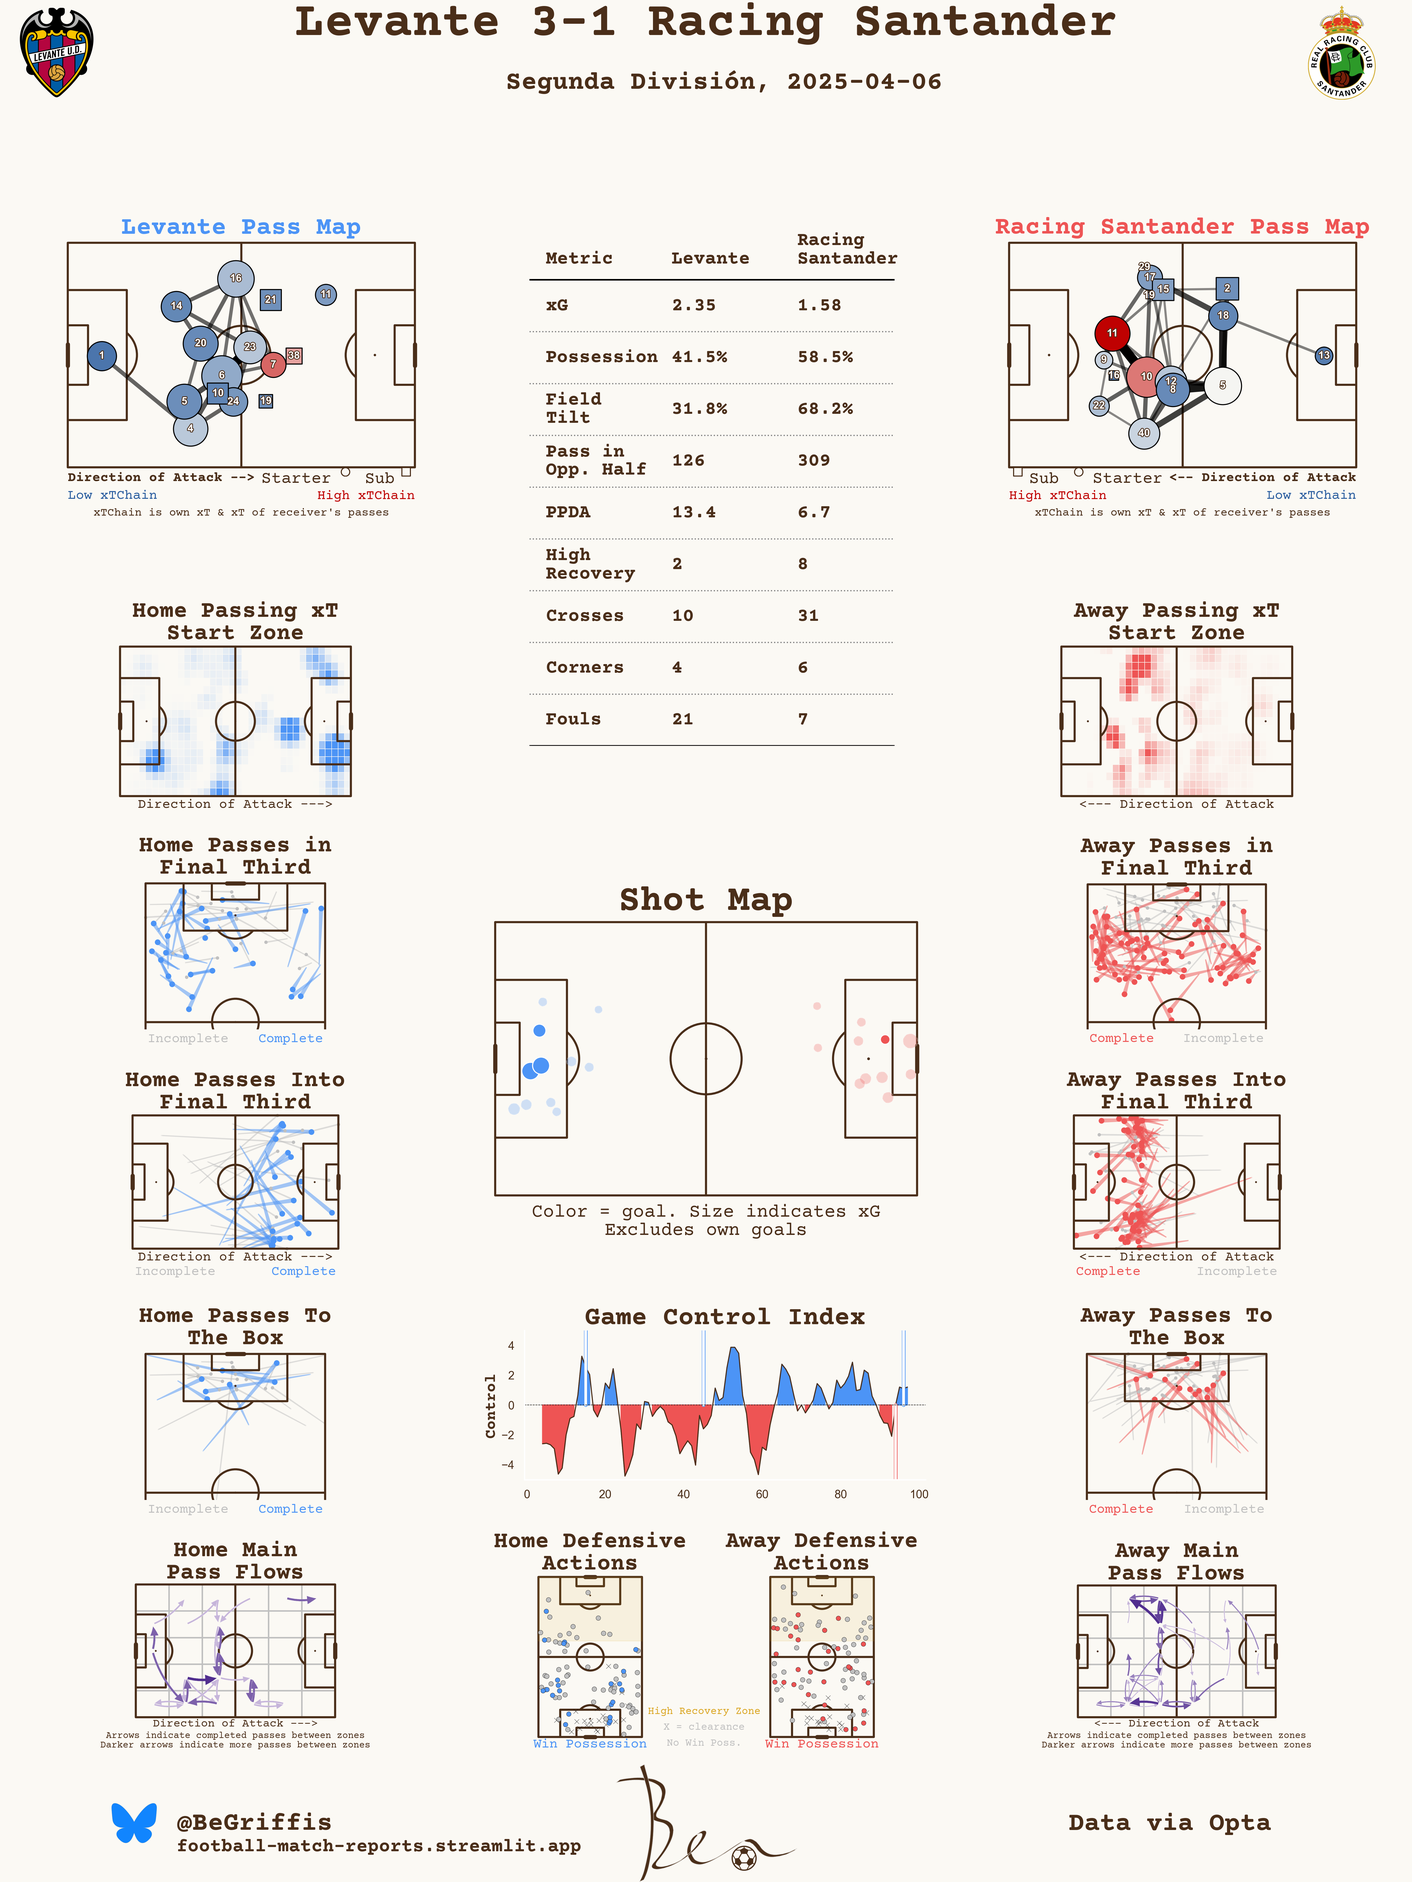 Levante 3-1 Racing Santander
Segunda División, 2025-04-06
LEVANTE U.D.
REAL RACING CLUB
SANTANDER
Levante Pass Map
16
21
11
14
20
23
38
1
7
6
10
5
24
19
4
Direction of Attack --> Starter Sub
Low xTChain High xTChain
xTChain is own xT & xT of receiver's passes
Metric Levante Racing Santander
xG 2.35 1.58
Possession 41.5% 58.5%
Field Tilt 31.8% 68.2%
Pass in Opp. Half 126 309
PPDA 13.4 6.7
High Recovery 2 8
Crosses 10 31
Corners 4 6
Fouls 21 7
Racing Santander Pass Map
29
17
15
19
2
18
11
13
9
16
10
12
8
5
22
40
Sub Starter <-- Direction of Attack
High xTChain Low xTChain
xTChain is own xT & xT of receiver's passes
Home Passing xT
Start Zone
Direction of Attack --->
Away Passing xT
Start Zone
<--- Direction of Attack
Home Passes in
Final Third
Incomplete Complete
Away Passes in
Final Third
Complete Incomplete
Shot Map
Color = goal. Size indicates xG
Excludes own goals
Home Passes Into
Final Third
Direction of Attack --->
Incomplete Complete
Away Passes Into
Final Third
<--- Direction of Attack
Complete Incomplete
Home Passes To
The Box
Incomplete Complete
Game Control Index
Control
4
2
0
−2
−4
0 20 40 60 80 100
Away Passes To
The Box
Complete Incomplete
Home Main
Pass Flows
Direction of Attack --->
Arrows indicate completed passes between zones
Darker arrows indicate more passes between zones
Home Defensive
Actions
Win Possession
Away Defensive
Actions
Win Possession
High Recovery Zone
X = clearance
No Win Poss.
Away Main
Pass Flows
<--- Direction of Attack
Arrows indicate completed passes between zones
Darker arrows indicate more passes between zones
@BeGriffis
football-match-reports.streamlit.app
Ben
Data via Opta